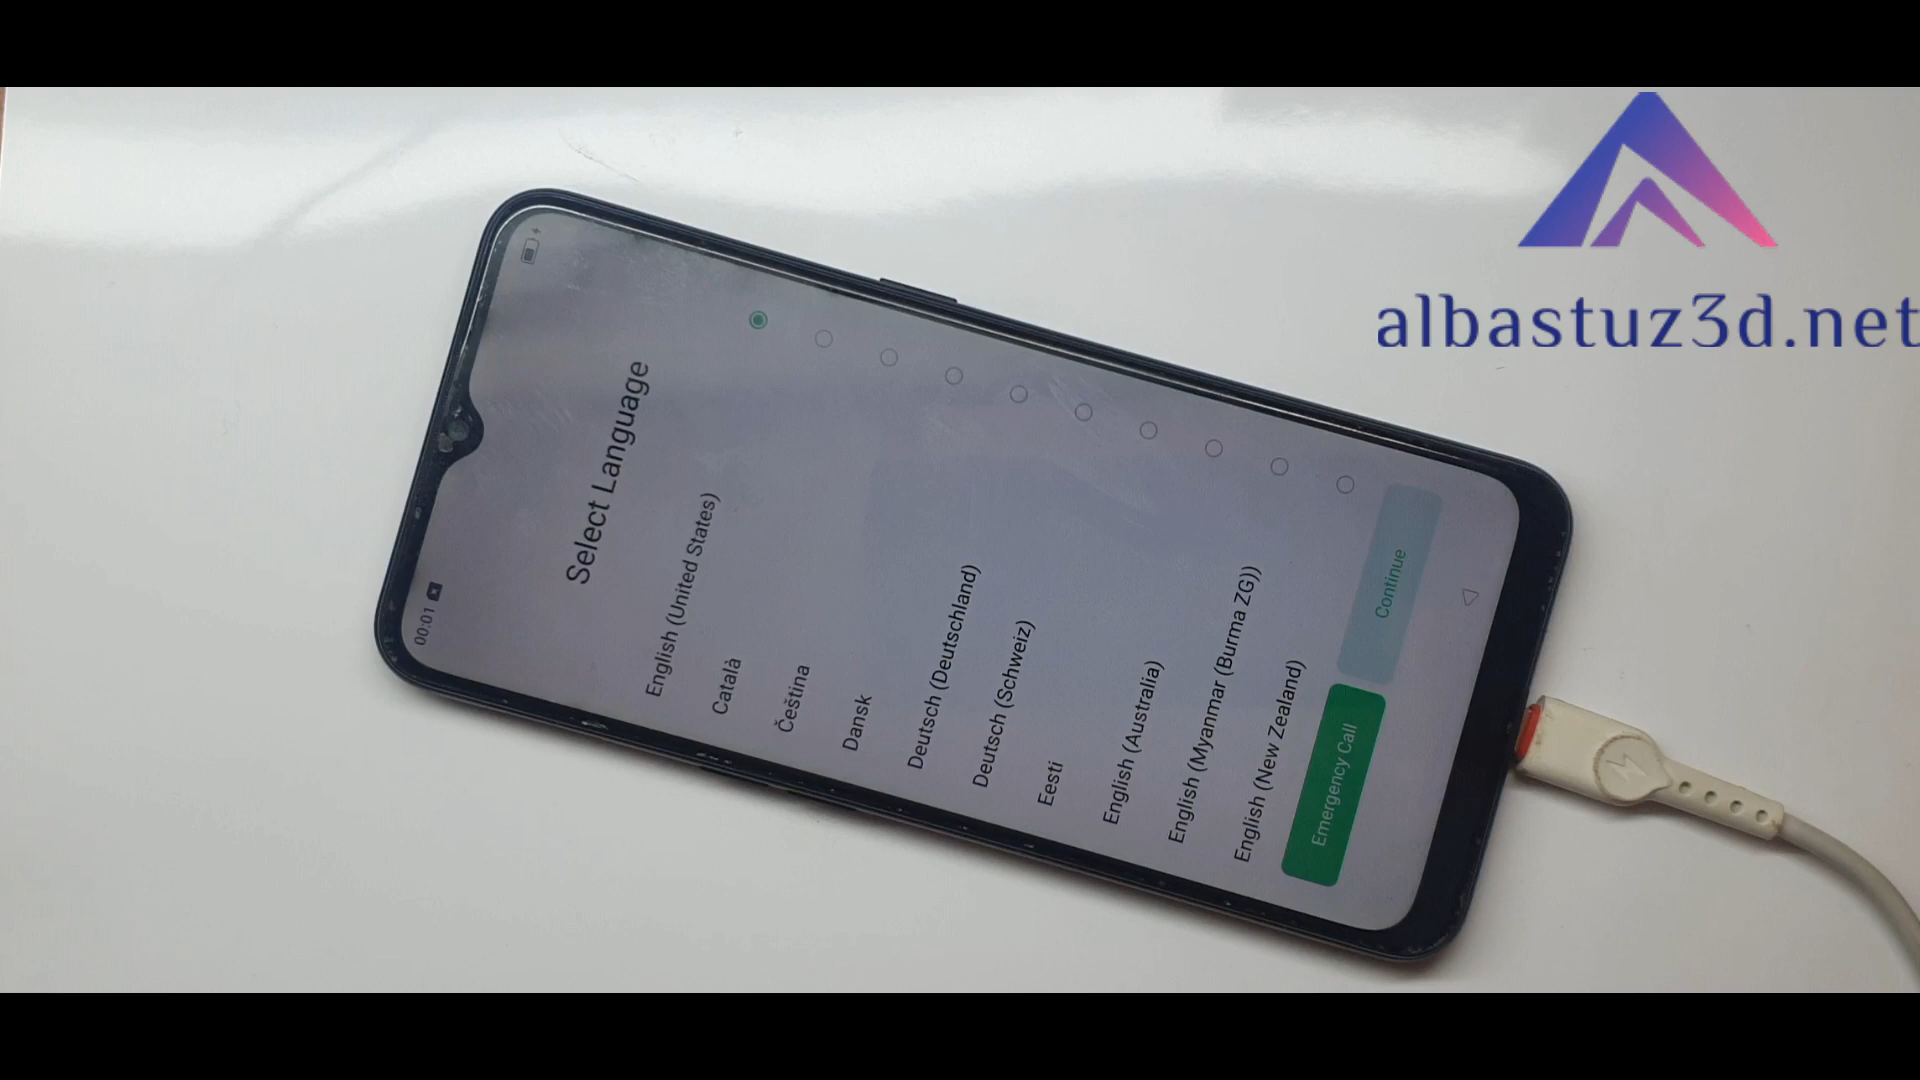 albastuz3d.net
00:01
Select Language
English (United States)
Català
Čeština
Dansk
Deutsch (Deutschland)
Deutsch (Schweiz)
Eesti
English (Australia)
English (Myanmar (Burma ZG))
English (New Zealand)
Emergency Call
Continue